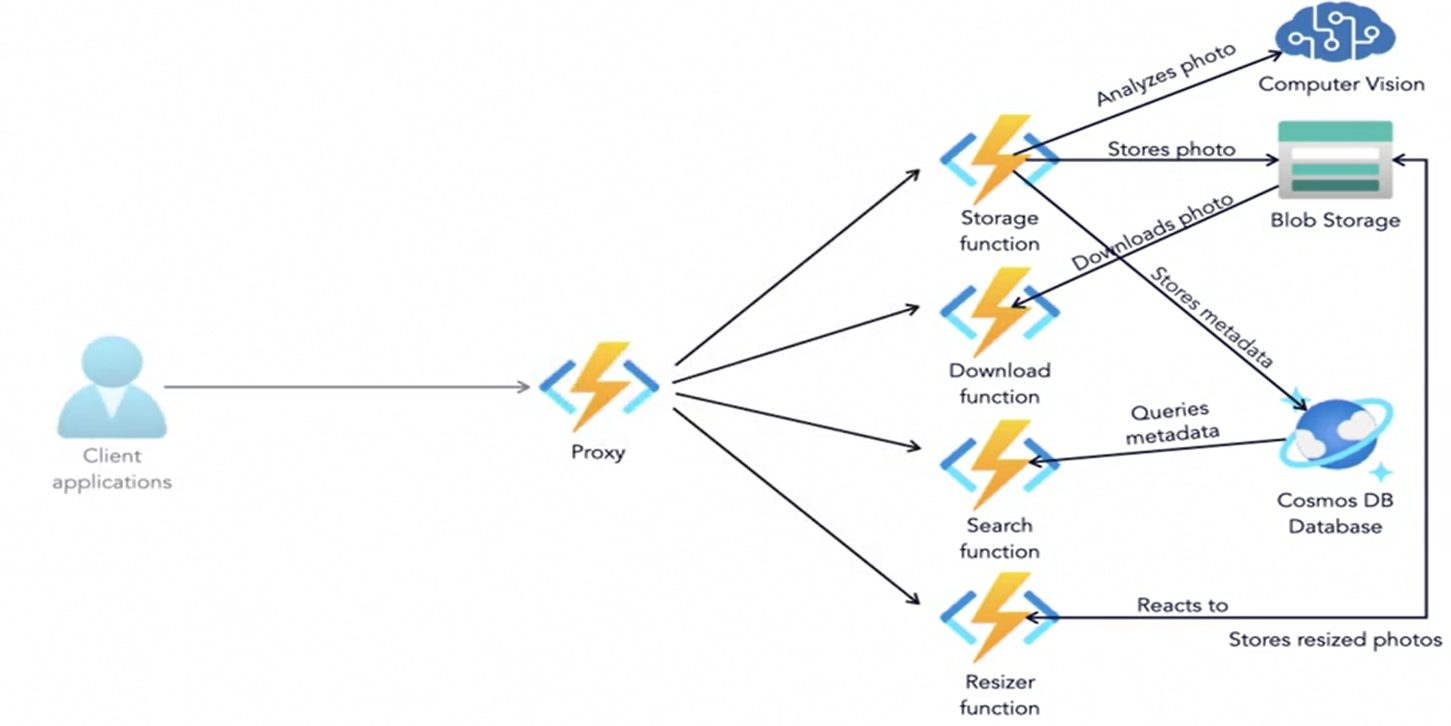 Analyzes photo
Computer Vision
Stores photo
Blob Storage
Storage
function
Downloads photo
Stores metadata
Download
function
Client
applications
Proxy
Queries
metadata
Search
function
Cosmos DB
Database
Reacts to
Stores resized photos
Resizer
function